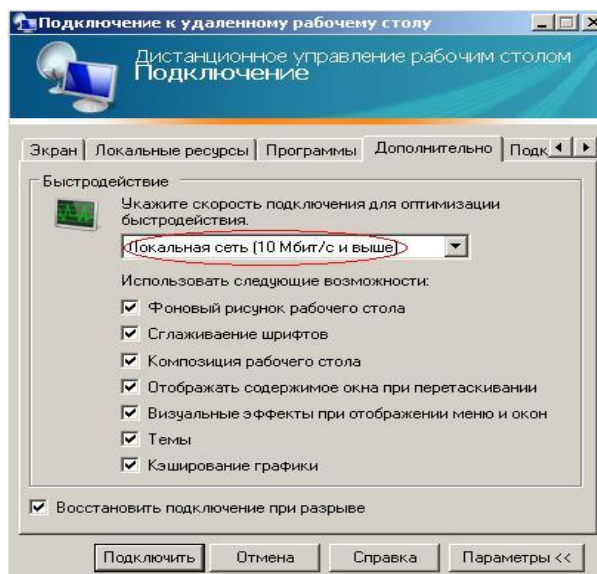 Подключение к удаленному рабочему столу
Дистанционное управление рабочим столом
Подключение
Экран Локальные ресурсы Программы Дополнительно Подк
Быстродействие
Укажите скорость подключения для оптимизации
быстродействия.
Локальная сеть (10 Мбит/с и выше)
Использовать следующие возможности:
Фоновый рисунок рабочего стола
Сглаживаение шрифтов
Композиция рабочего стола
Отображать содержимое окна при перетаскивании
Визуальные эффекты при отображении меню и окон
Темы
Кэширование графики
Восстановить подключение при разрыве
Подключить Отмена Справка Параметры <<